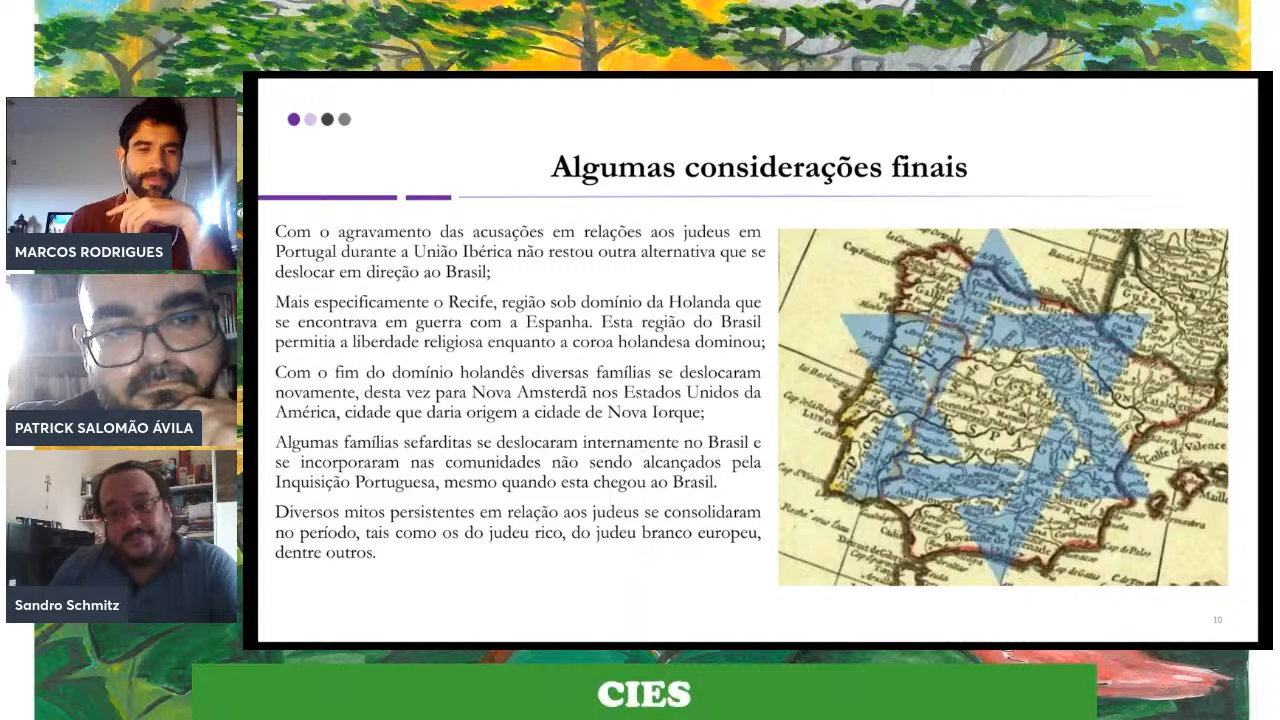 MARCOS RODRIGUES
PATRICK SALOMÃO ÁVILA
Sandro Schmitz
Algumas considerações finais
Com o agravamento das acusações em relações aos judeus em
Portugal durante a União Ibérica não restou outra alternativa que se
deslocar em direção ao Brasil;
Mais especificamente o Recife, região sob domínio da Holanda que
se encontrava em guerra com a Espanha. Esta região do Brasil
permitia a liberdade religiosa enquanto a coroa holandesa dominou;
Com o fim do domínio holandês diversas famílias se deslocaram
novamente, desta vez para Nova Amsterdã nos Estados Unidos da
América, cidade que daria origem a cidade de Nova Iorque;
Algumas famílias sefarditas se deslocaram internamente no Brasil e
se incorporaram nas comunidades não sendo alcançados pela
Inquisição Portuguesa, mesmo quando esta chegou ao Brasil.
Diversos mitos persistentes em relação aos judeus se consolidaram
no período, tais como os do judeu rico, do judeu branco europeu,
dentre outros.
Golfe de Valence
Royaume de Grenade
10
CIES